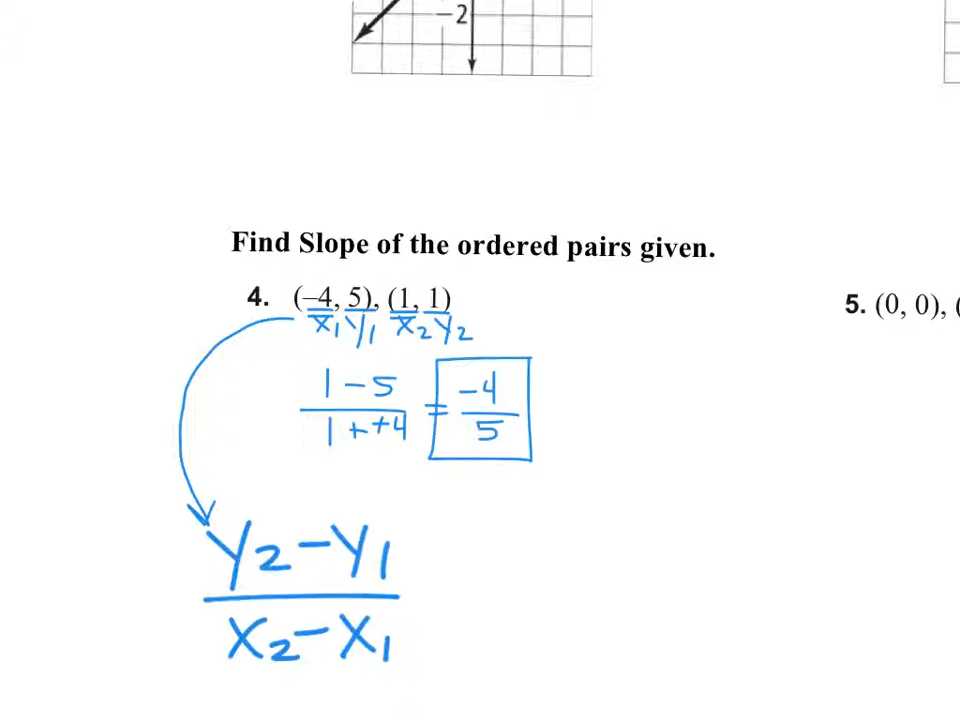 −2
Find Slope of the ordered pairs given.
4. (–4, 5), (1, 1)
x₁ y₁ x₂ y₂
1 − 5
1 + +4
=
−4
5
y₂ − y₁
x₂ − x₁
5. (0, 0), (